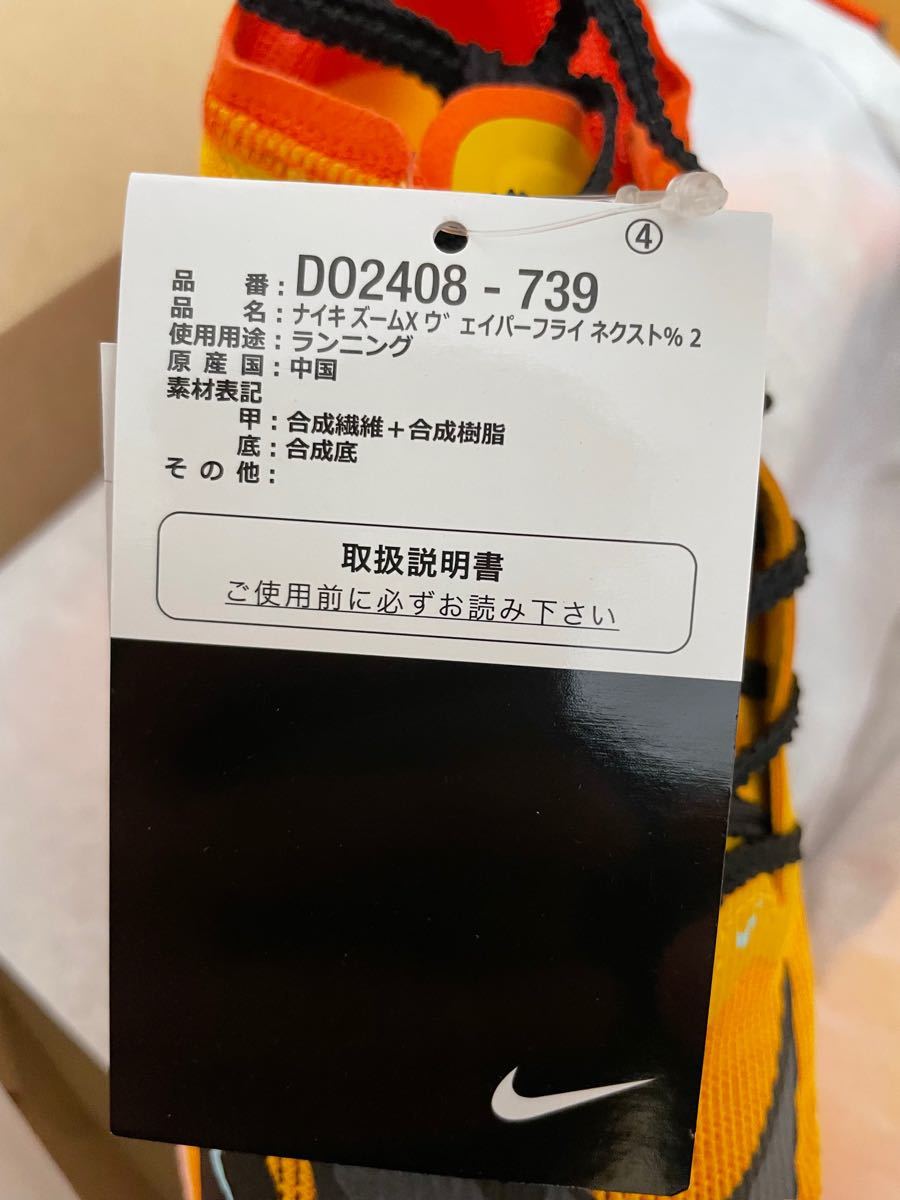 ④
品番：DO2408 - 739
品名：ナイキ ズームX ヴ エイパーフライ ネクスト% 2
使用用途：ランニング
原産国：中国
素材表記
甲：合成繊維＋合成樹脂
底：合成底
その他：
取扱説明書
ご使用前に必ずお読み下さい